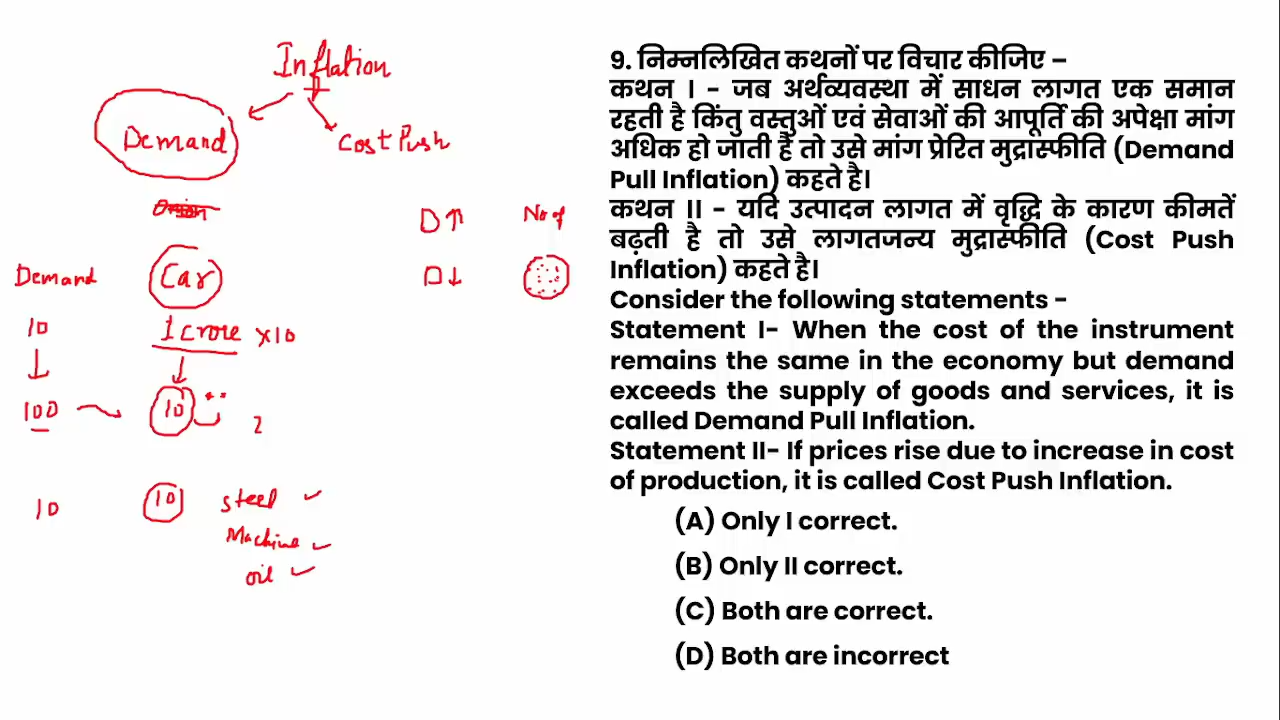 Inflation
Demand
Cost Push
D↑ No of
Demand Car D↓
10 1 crore ×10
100 10 2
10 10 steel ✓
Machine ✓
oil ✓
9. निम्नलिखित कथनों पर विचार कीजिए –
कथन I - जब अर्थव्यवस्था में साधन लागत एक समान
रहती है किंतु वस्तुओं एवं सेवाओं की आपूर्ति की अपेक्षा मांग
अधिक हो जाती है तो उसे मांग प्रेरित मुद्रास्फीति (Demand
Pull Inflation) कहते है।
कथन II - यदि उत्पादन लागत में वृद्धि के कारण कीमतें
बढ़ती है तो उसे लागतजन्य मुद्रास्फीति (Cost Push
Inflation) कहते है।
Consider the following statements -
Statement I- When the cost of the instrument
remains the same in the economy but demand
exceeds the supply of goods and services, it is
called Demand Pull Inflation.
Statement II- If prices rise due to increase in cost
of production, it is called Cost Push Inflation.
(A) Only I correct.
(B) Only II correct.
(C) Both are correct.
(D) Both are incorrect